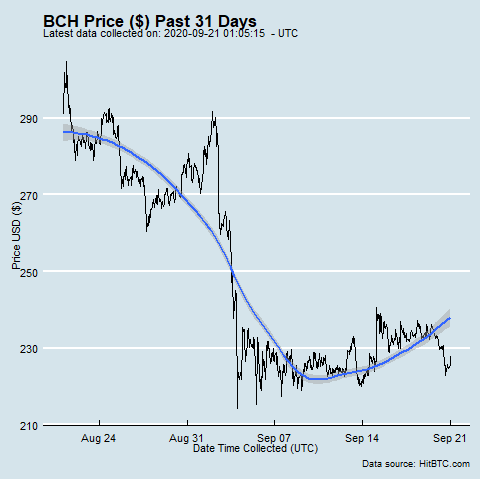 BCH Price ($) Past 31 Days
Latest data collected on: 2020-09-21 01:05:15 - UTC
Price USD ($)
290
270
250
230
210
Aug 24
Aug 31
Sep 07
Sep 14
Sep 21
Date Time Collected (UTC)
Data source: HitBTC.com